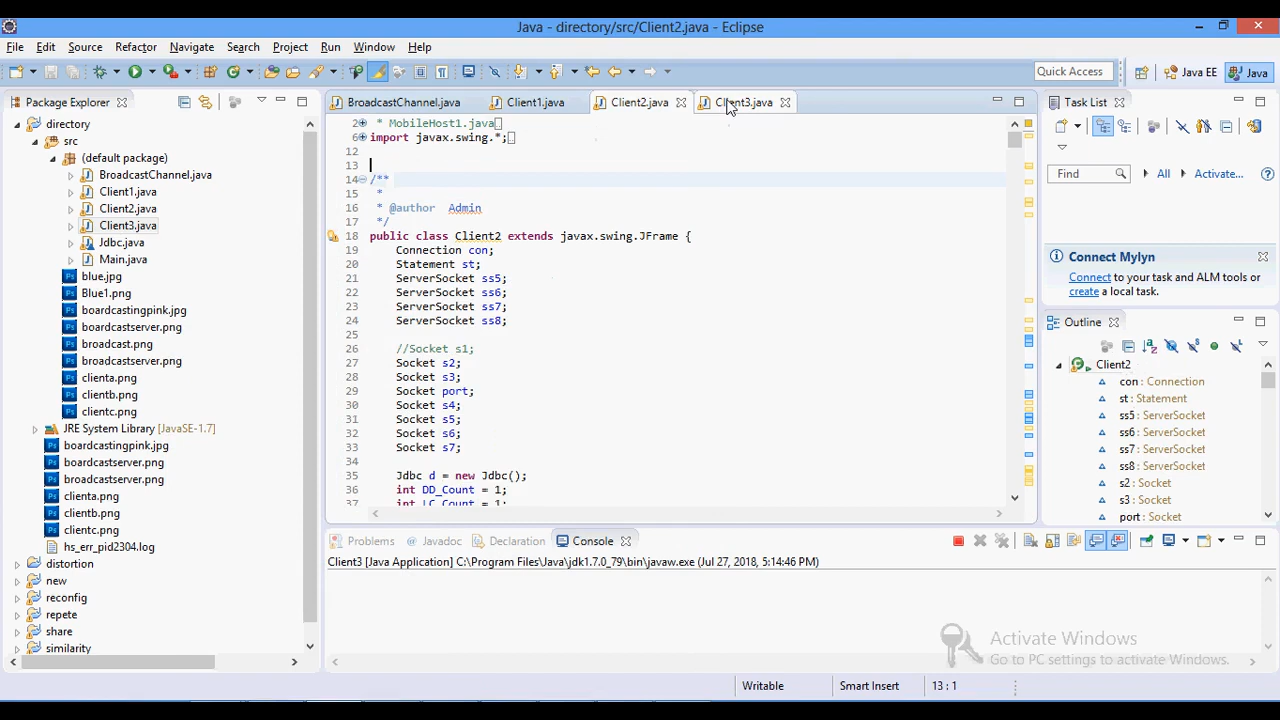 Java - directory/src/Client2.java - Eclipse
File Edit Source Refactor Navigate Search Project Run Window Help
Quick Access Java EE Java
Package Explorer
directory
src
(default package)
BroadcastChannel.java
Client1.java
Client2.java
Client3.java
Jdbc.java
Main.java
blue.jpg
Blue1.png
boardcastingpink.jpg
boardcastserver.png
broadcast.png
broadcastserver.png
clienta.png
clientb.png
clientc.png
JRE System Library [JavaSE-1.7]
boardcastingpink.jpg
boardcastserver.png
broadcastserver.png
clienta.png
clientb.png
clientc.png
hs_err_pid2304.log
distortion
new
reconfig
repete
share
similarity
BroadcastChannel.java Client1.java Client2.java Client3.java
2 * MobileHost1.java
6 import javax.swing.*;
12
13
14 /**
15 *
16 * @author Admin
17 */
18 public class Client2 extends javax.swing.JFrame {
19 Connection con;
20 Statement st;
21 ServerSocket ss5;
22 ServerSocket ss6;
23 ServerSocket ss7;
24 ServerSocket ss8;
25
26 //Socket s1;
27 Socket s2;
28 Socket s3;
29 Socket port;
30 Socket s4;
31 Socket s5;
32 Socket s6;
33 Socket s7;
34
35 Jdbc d = new Jdbc();
36 int DD_Count = 1;
37 int LC_Count = 1;
Task List
Find All Activate...
Connect Mylyn
Connect to your task and ALM tools or
create a local task.
Outline
Client2
con : Connection
st : Statement
ss5 : ServerSocket
ss6 : ServerSocket
ss7 : ServerSocket
ss8 : ServerSocket
s2 : Socket
s3 : Socket
port : Socket
Problems Javadoc Declaration Console
Client3 [Java Application] C:\Program Files\Java\jdk1.7.0_79\bin\javaw.exe (Jul 27, 2018, 5:14:46 PM)
Activate Windows
Go to PC settings to activate Windows.
Writable Smart Insert 13 : 1